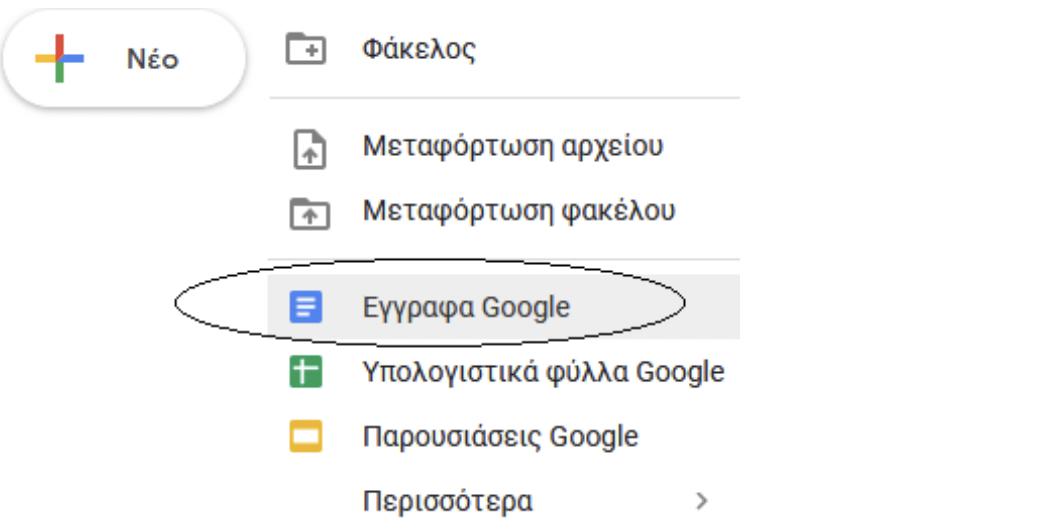 Νέο
Φάκελος
Μεταφόρτωση αρχείου
Μεταφόρτωση φακέλου
Εγγραφα Google
Υπολογιστικά φύλλα Google
Παρουσιάσεις Google
Περισσότερα